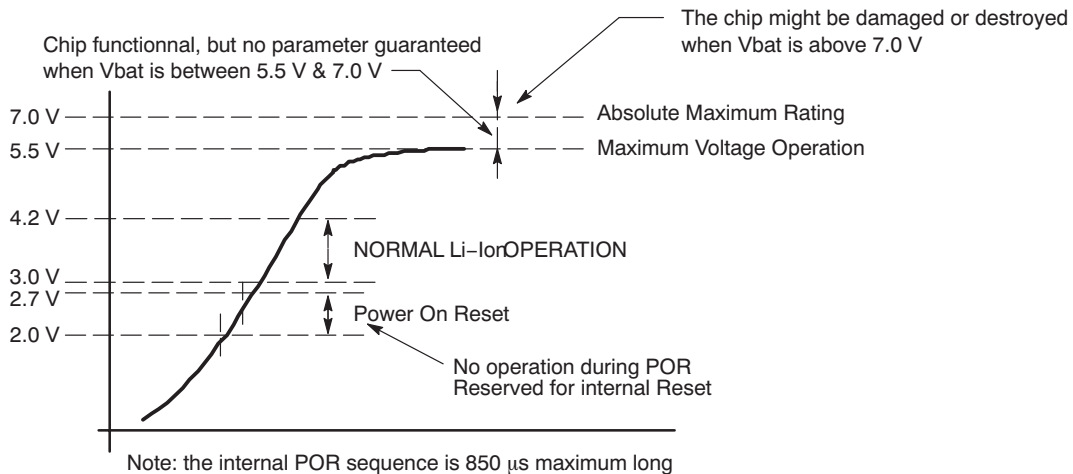 The chip might be damaged or destroyed
when Vbat is above 7.0 V
Chip functionnal, but no parameter guaranteed
when Vbat is between 5.5 V & 7.0 V
7.0 V
Absolute Maximum Rating
5.5 V
Maximum Voltage Operation
4.2 V
NORMAL Li−IonOPERATION
3.0 V
2.7 V
Power On Reset
2.0 V
No operation during POR
Reserved for internal Reset
Note: the internal POR sequence is 850 μs maximum long